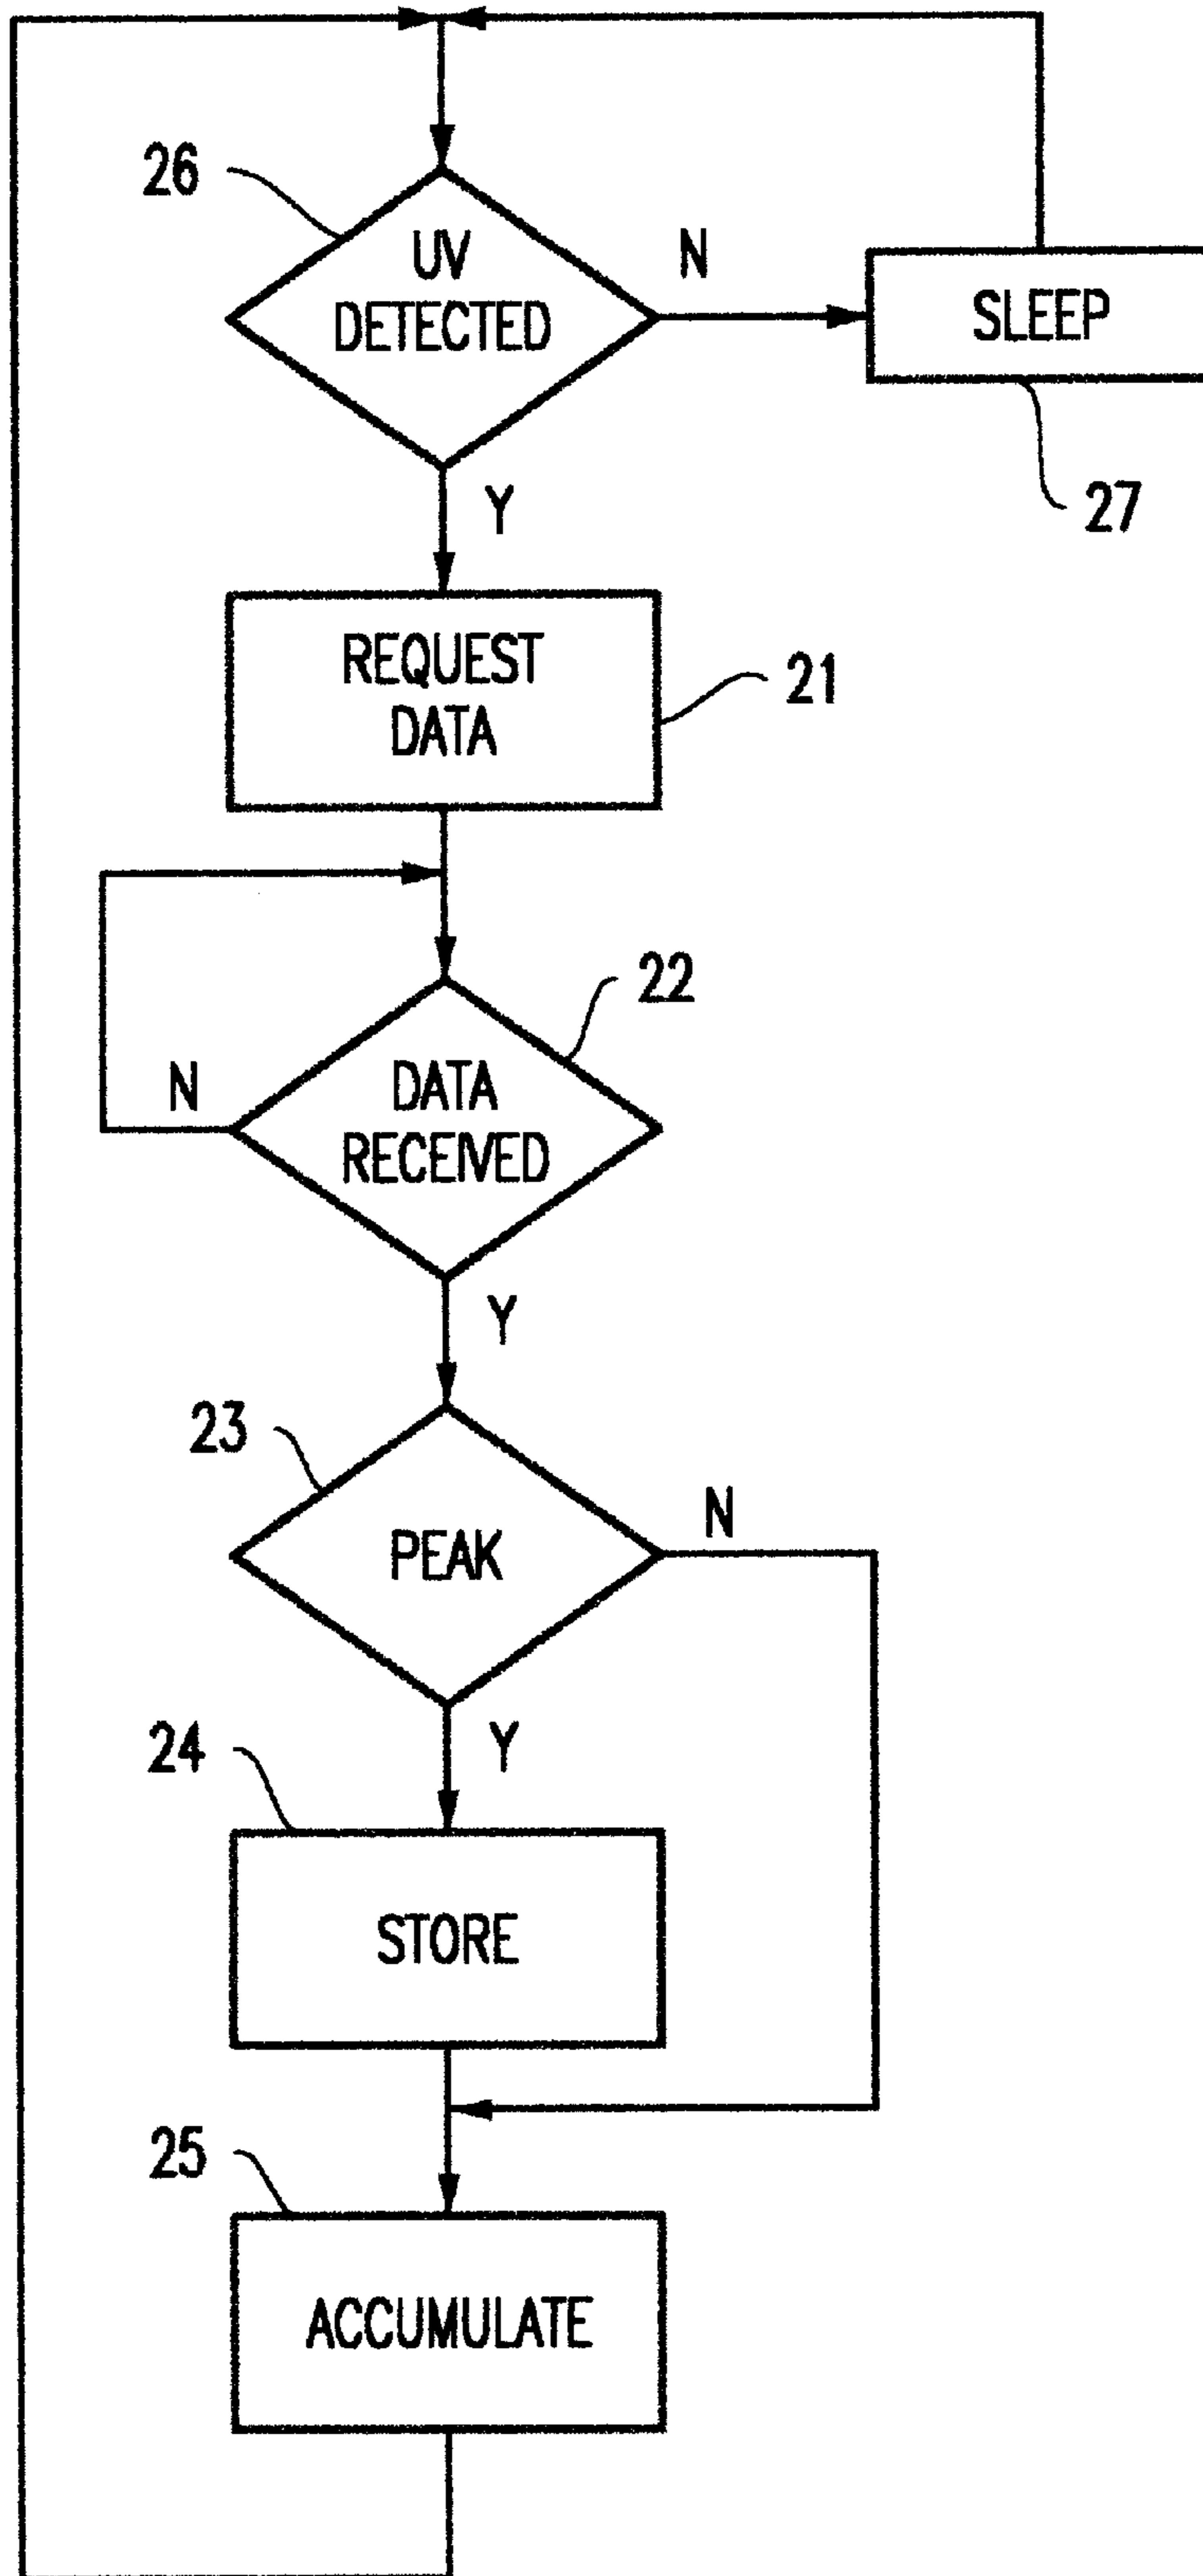 26
UV
DETECTED
N
SLEEP
27
Y
REQUEST
DATA
21
22
DATA
RECEIVED
N
Y
23
PEAK
N
Y
24
STORE
25
ACCUMULATE